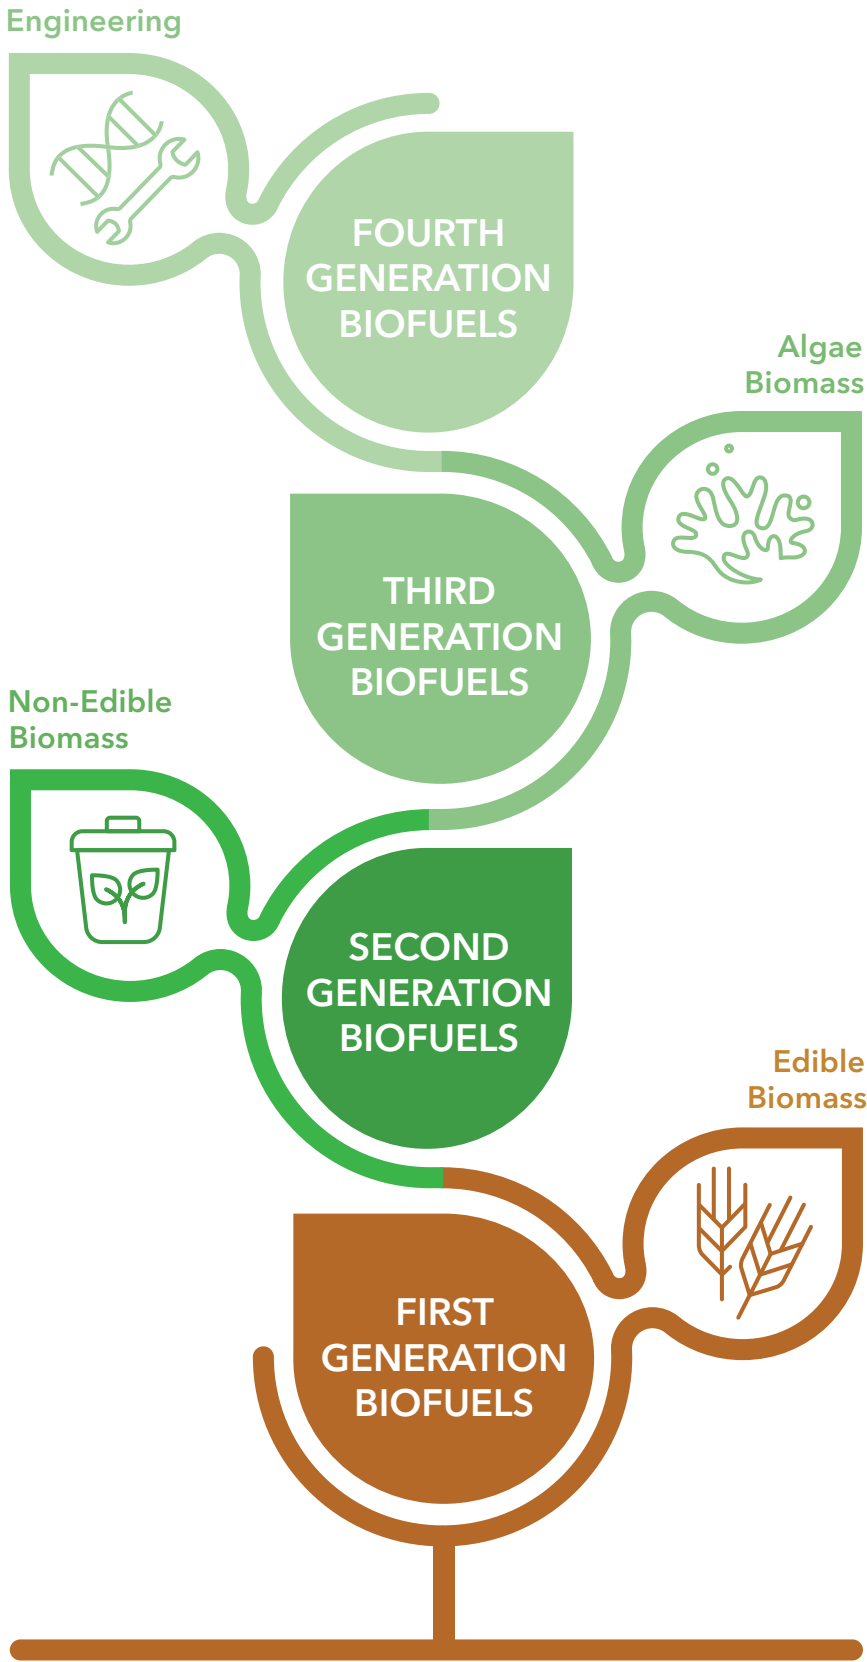 Engineering
FOURTH
GENERATION
BIOFUELS
Algae
Biomass
THIRD
GENERATION
BIOFUELS
Non-Edible
Biomass
SECOND
GENERATION
BIOFUELS
Edible
Biomass
FIRST
GENERATION
BIOFUELS